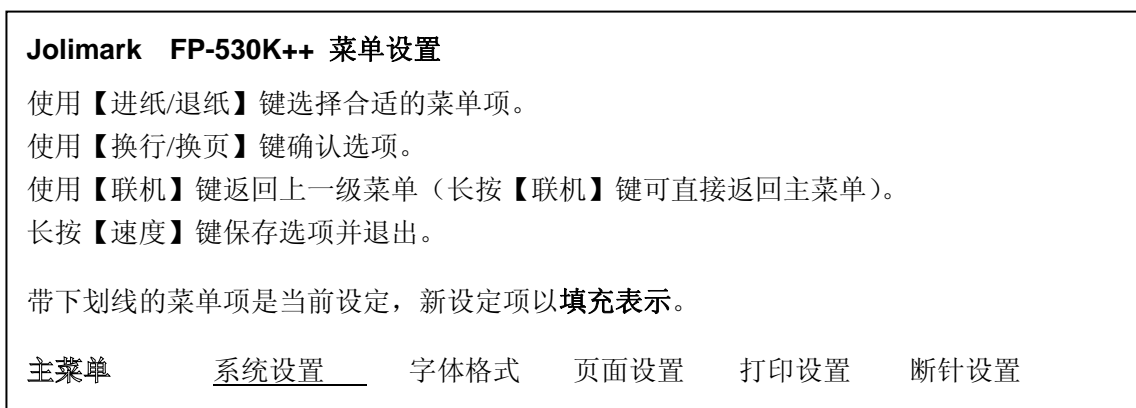 Jolimark FP-530K++ 菜单设置
使用【进纸/退纸】键选择合适的菜单项。
使用【换行/换页】键确认选项。
使用【联机】键返回上一级菜单（长按【联机】键可直接返回主菜单）。
长按【速度】键保存选项并退出。
带下划线的菜单项是当前设定，新设定项以填充表示。
主菜单 系统设置 字体格式 页面设置 打印设置 断针设置